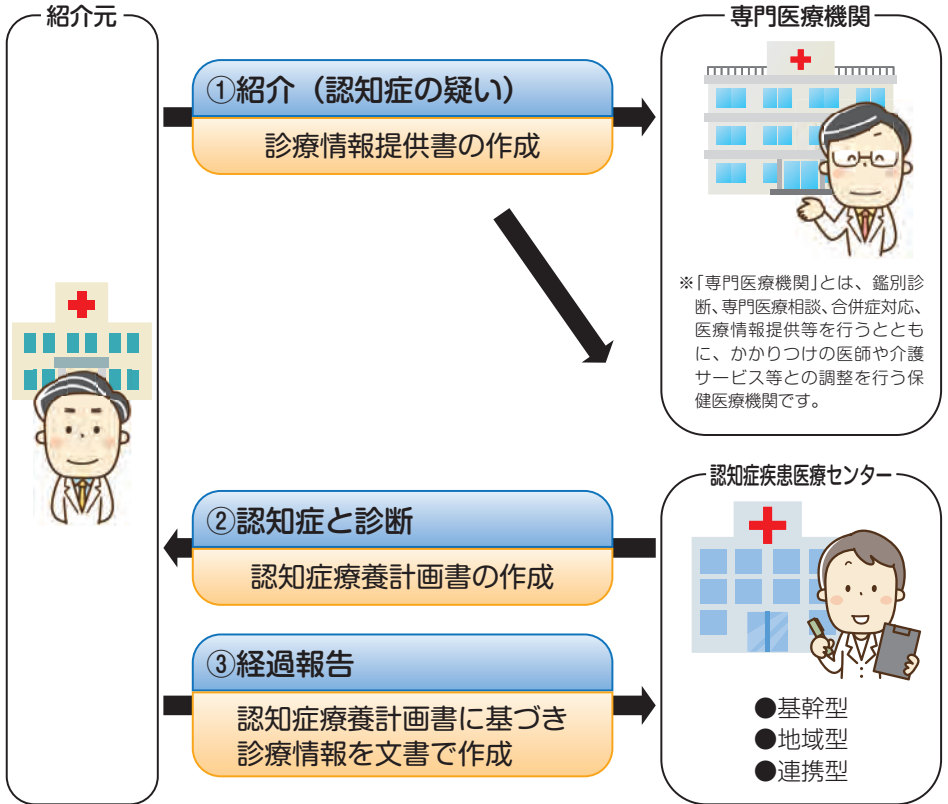 紹介元
①紹介（認知症の疑い）
診療情報提供書の作成
専門医療機関
※「専門医療機関」とは、鑑別診
断、専門医療相談、合併症対応、
医療情報提供等を行うととも
に、かかりつけの医師や介護
サービス等との調整を行う保
健医療機関です。
②認知症と診断
認知症療養計画書の作成
③経過報告
認知症療養計画書に基づき
診療情報を文書で作成
認知症疾患医療センター
●基幹型
●地域型
●連携型